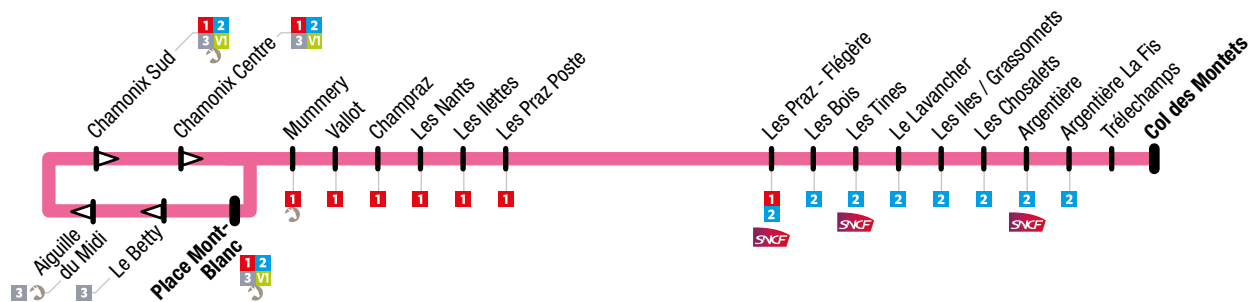 1 2
3 V1
Chamonix Sud
1 2
3 V1
Chamonix Centre
Mummery
1
Vallot
1
Champraz
1
Les Nants
1
Les Ilettes
1
Les Praz Poste
1
Les Praz - Flégère
1
2
SNCF
Les Bois
2
Les Tines
2
SNCF
Le Lavancher
2
Les Iles / Grassonnets
2
Les Chosalets
2
Argentière
2
SNCF
Argentière La Fis
2
Trélechamps
Col des Montets
Aiguille
du Midi
3
Le Betty
3
Place Mont-
Blanc
1 2
3 V1